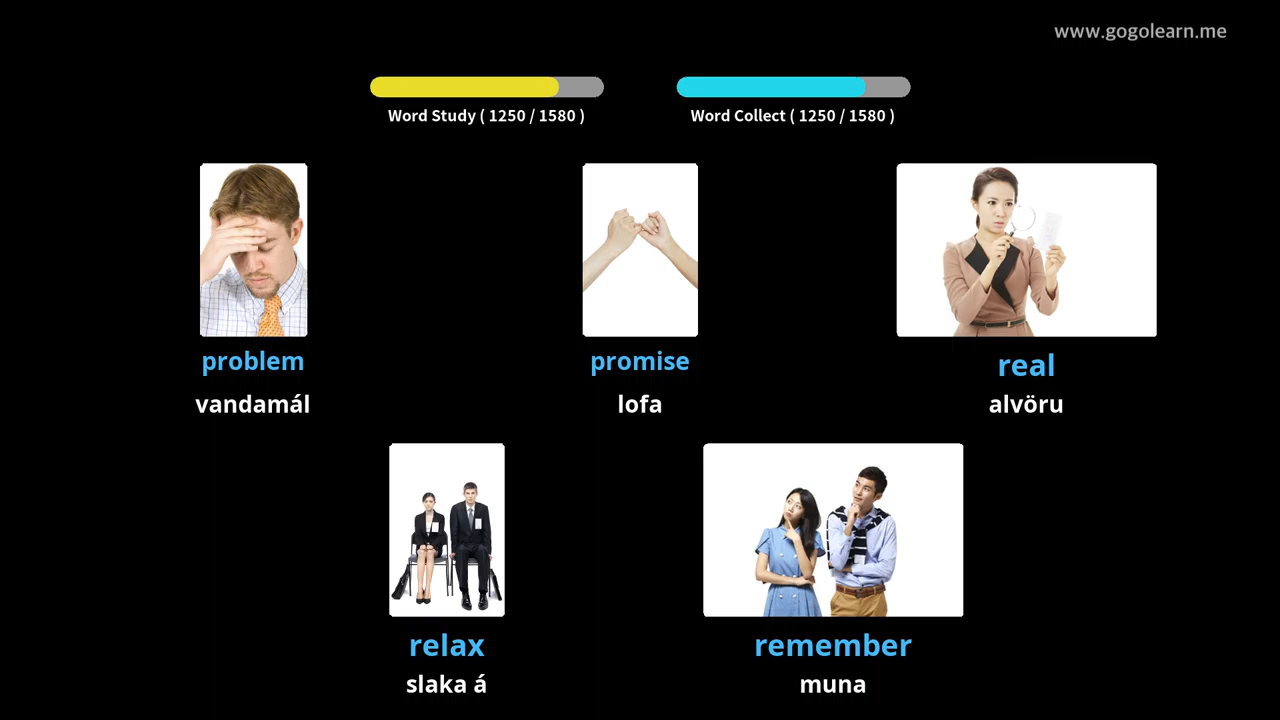 www.gogolearn.me
Word Study ( 1250 / 1580 )
Word Collect ( 1250 / 1580 )
problem
vandamál
promise
lofa
real
alvöru
relax
slaka á
remember
muna